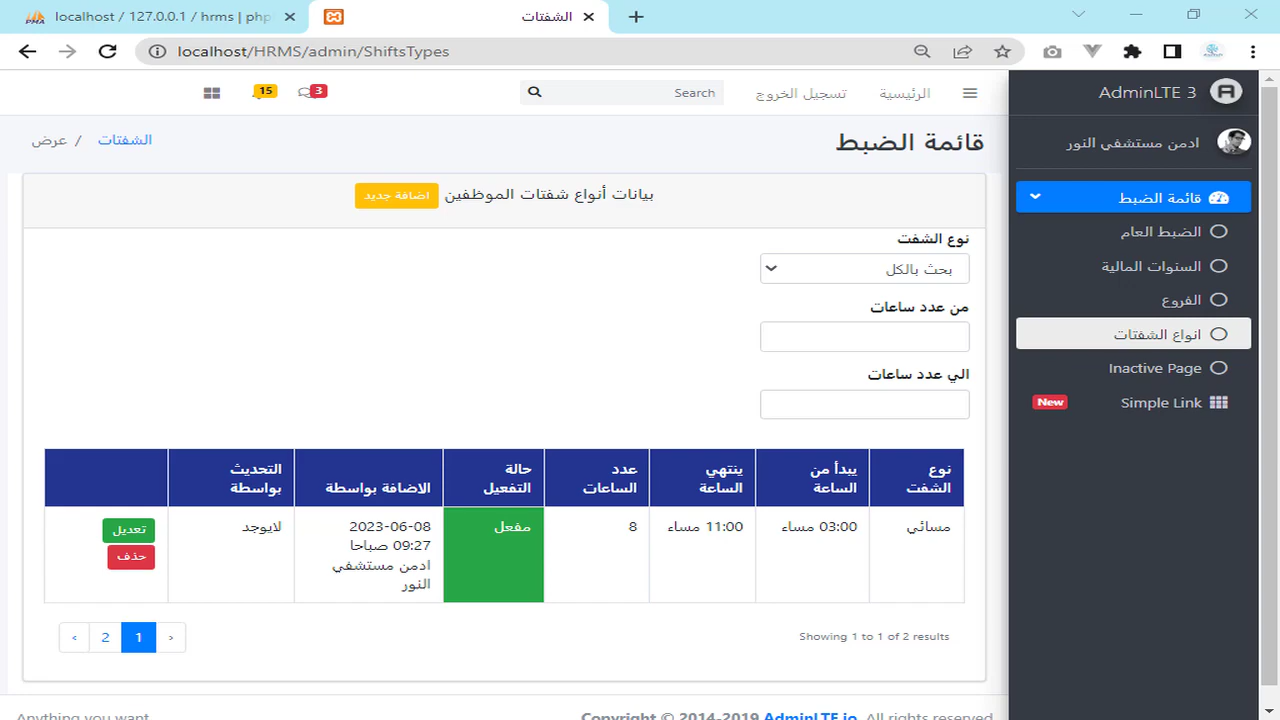 localhost / 127.0.0.1 / hrms | php
الشفتات
localhost/HRMS/admin/ShiftsTypes
AdminLTE 3
ادمن مستشفي النور
قائمة الضبط
الضبط العام
السنوات المالية
الفروع
انواع الشفتات
Inactive Page
Simple Link New
الرئيسية تسجيل الخروج Search 3 15
قائمة الضبط
الشفتات / عرض
بيانات أنواع شفتات الموظفين اضافة جديد
نوع الشفت
بحث بالكل
من عدد ساعات
الي عدد ساعات
نوع الشفت
يبدأ من الساعة
ينتهي الساعة
عدد الساعات
حالة التفعيل
الاضافة بواسطة
التحديث بواسطة
مسائي
03:00 مساء
11:00 مساء
8
مفعل
2023-06-08
09:27 صباحا
ادمن مستشفي
النور
لايوجد
تعديل
حذف
Showing 1 to 1 of 2 results
‹ 1 2 ›
Copyright © 2014-2019 AdminLTE.io. All rights reserved
Anything you want